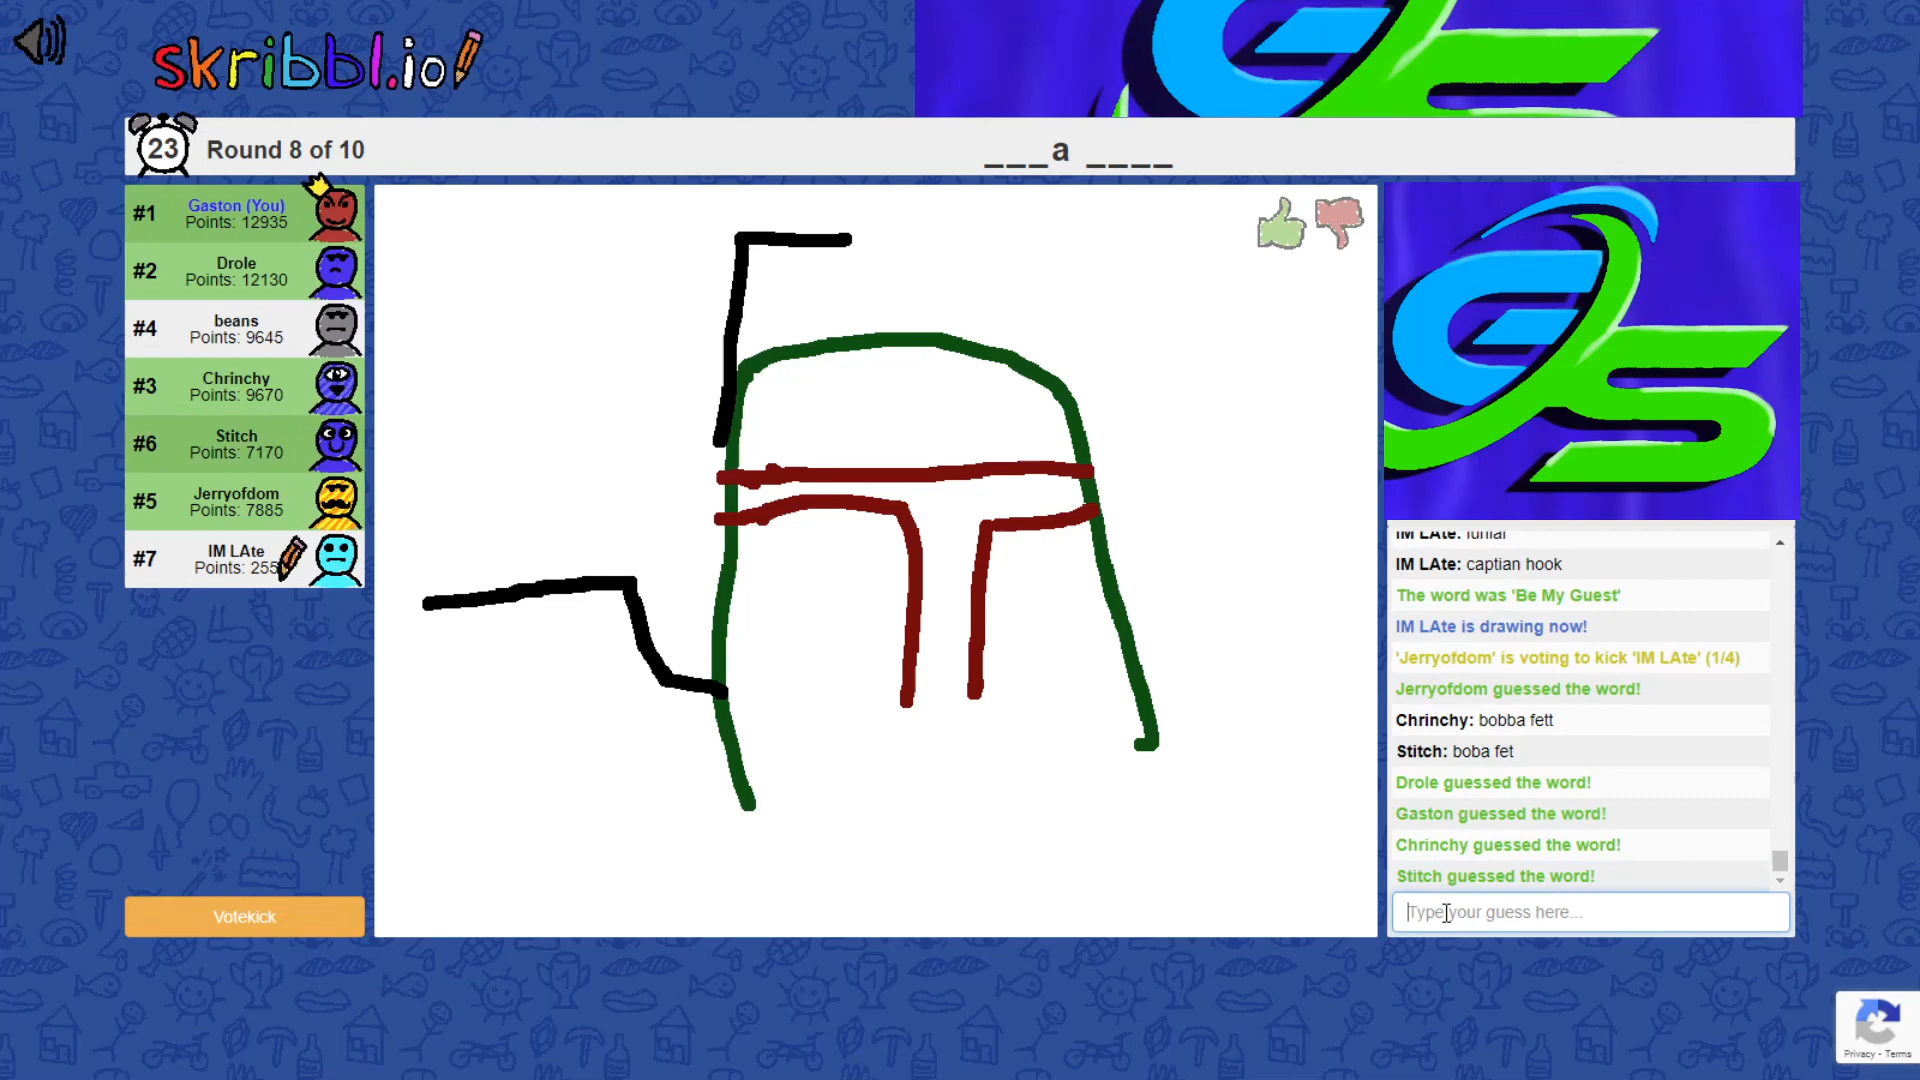 skribbl.io
23
Round 8 of 10
___a ____
#1
Gaston (You)
Points: 12935
#2
Drole
Points: 12130
#4
beans
Points: 9645
#3
Chrinchy
Points: 9670
#6
Stitch
Points: 7170
#5
Jerryofdom
Points: 7885
#7
IM LAte
Points: 255
Votekick
IM LAte:
IM LAte: captian hook
The word was 'Be My Guest'
IM LAte is drawing now!
'Jerryofdom' is voting to kick 'IM LAte' (1/4)
Jerryofdom guessed the word!
Chrinchy: bobba fett
Stitch: boba fet
Drole guessed the word!
Gaston guessed the word!
Chrinchy guessed the word!
Stitch guessed the word!
Type your guess here...
Privacy - Terms